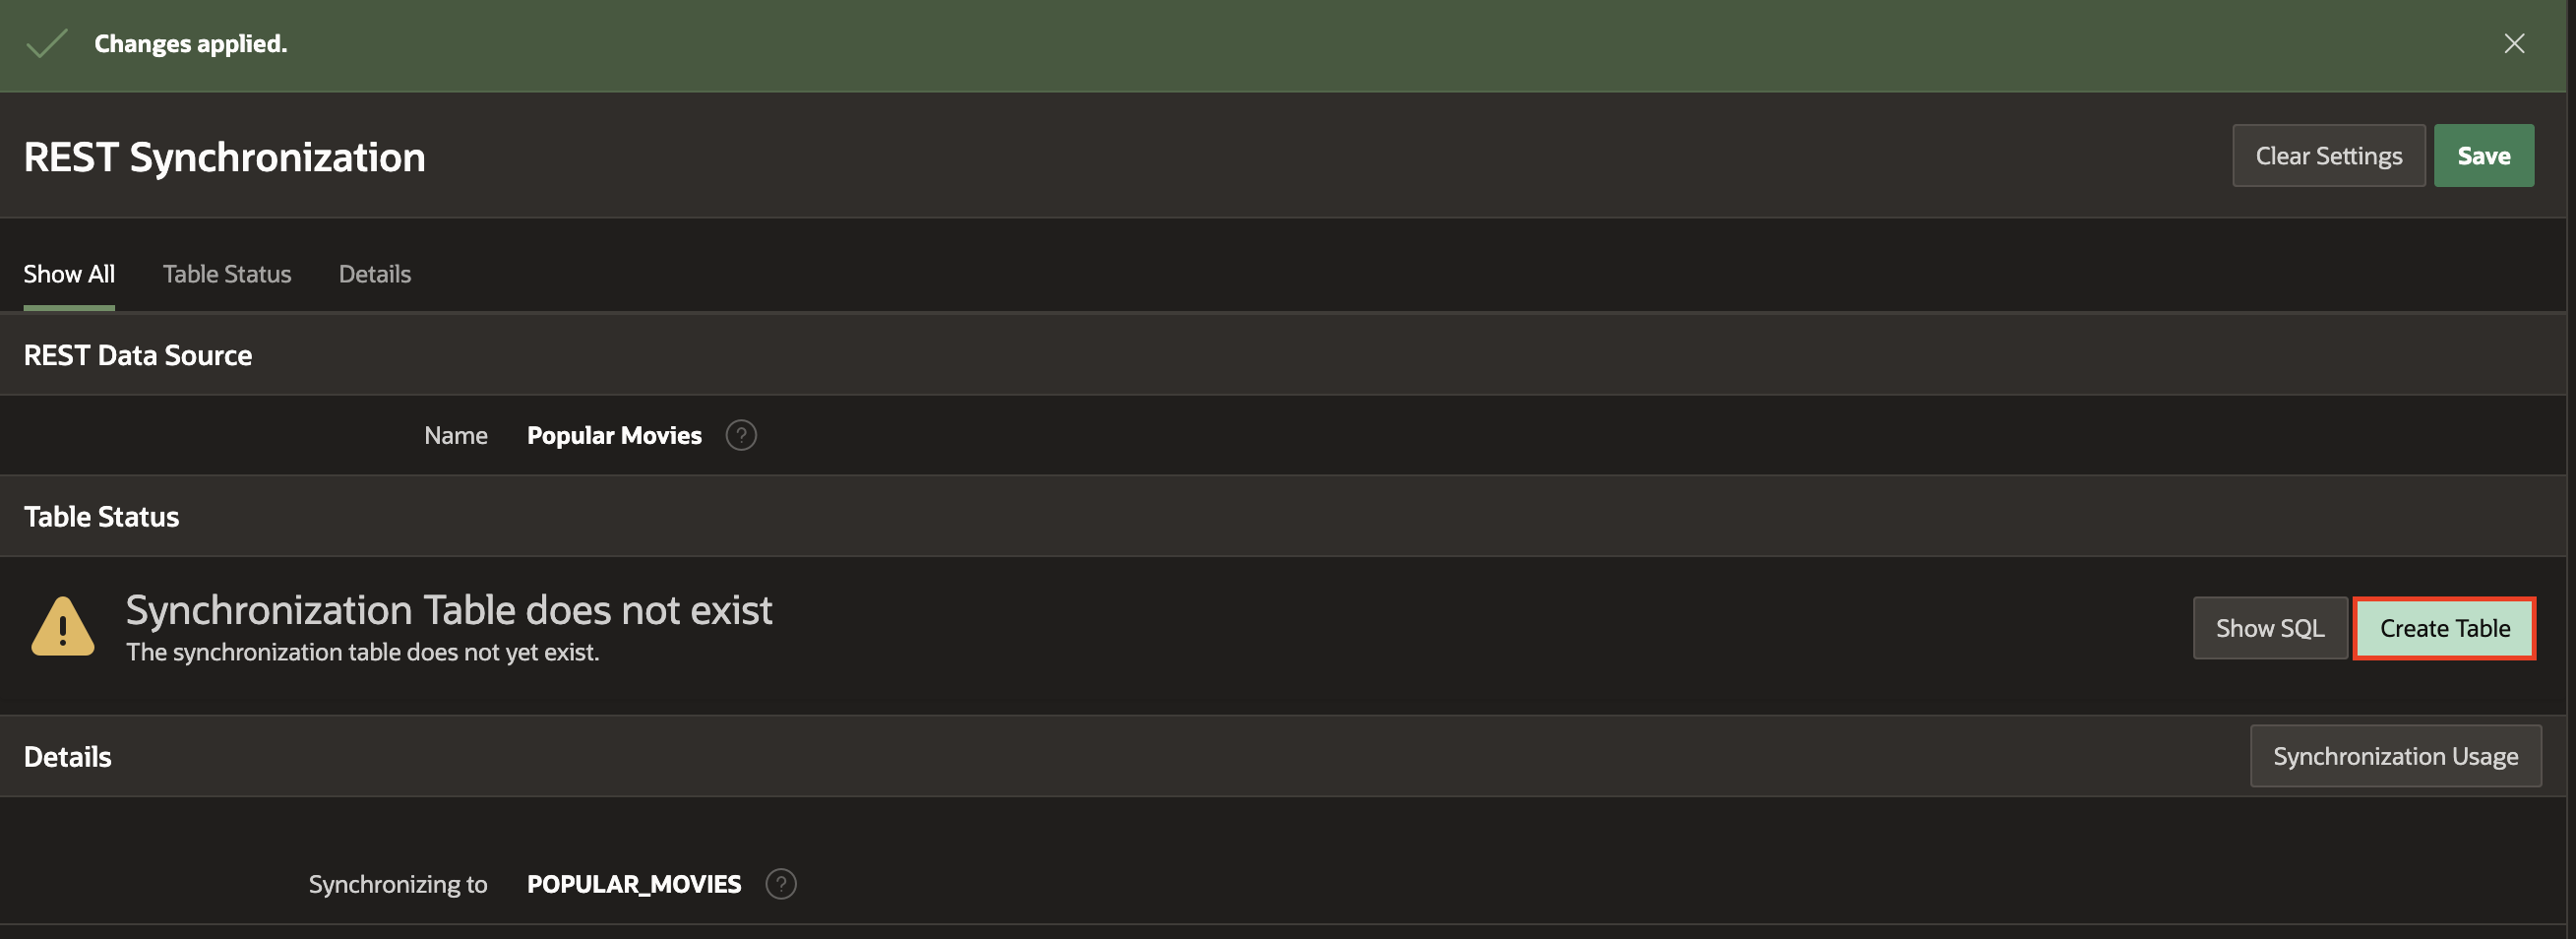 Changes applied.
REST Synchronization
Clear Settings
Save
Show All
Table Status
Details
REST Data Source
Name
Popular Movies
?
Table Status
Synchronization Table does not exist
The synchronization table does not yet exist.
Show SQL
Create Table
Details
Synchronization Usage
Synchronizing to
POPULAR_MOVIES
?